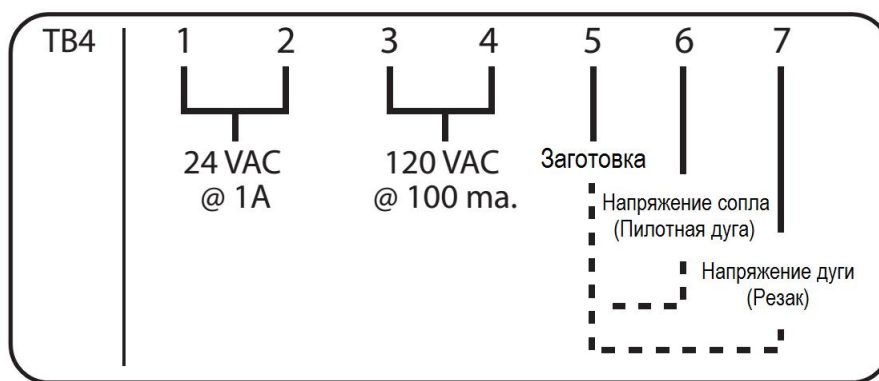 TB4 1 2 3 4 5 6 7
24 VAC
@ 1A
120 VAC
@ 100 ma.
Заготовка
Напряжение сопла
(Пилотная дуга)
Напряжение дуги
(Резак)